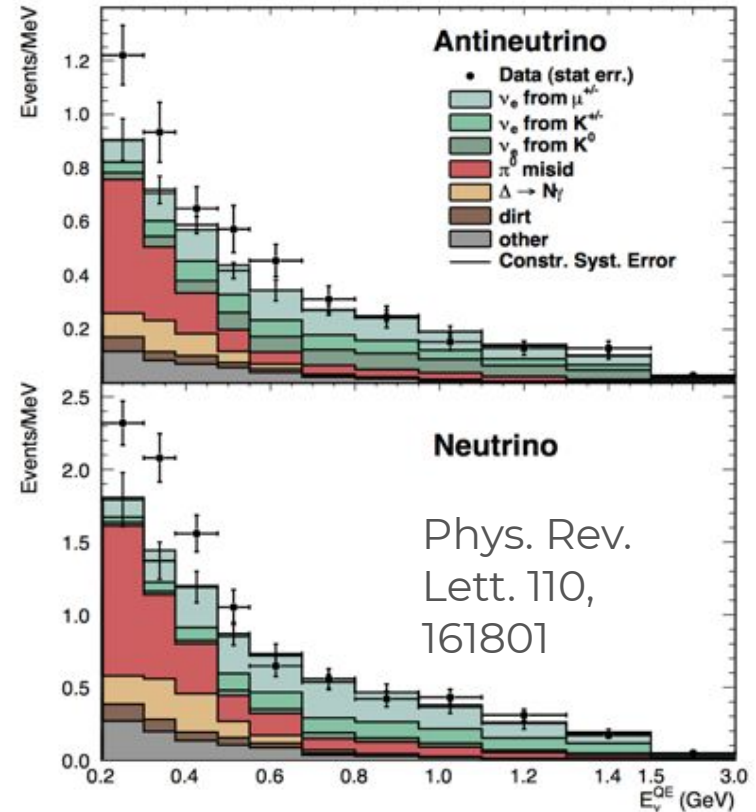 Events/MeV
1.2
1.0
0.8
0.6
0.4
0.2
Antineutrino
Data (stat err.)
νe from μ+/-
νe from K+/-
νe from K0
π0 misid
Δ → Nγ
dirt
other
Constr. Syst. Error
Events/MeV
2.5
2.0
1.5
1.0
0.5
0.0
Neutrino
Phys. Rev.
Lett. 110,
161801
0.2 0.4 0.6 0.8 1.0 1.2 1.4 1.5 3.0
EνQE (GeV)